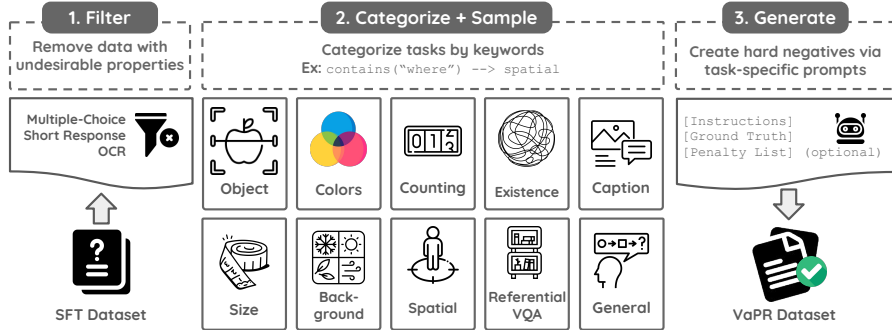 1. Filter
Remove data with
undesirable properties
Multiple-Choice
Short Response
OCR
?
SFT Dataset
2. Categorize + Sample
Categorize tasks by keywords
Ex: contains("where") --> spatial
Object
Colors
Counting
Existence
Caption
Size
Back-
ground
Spatial
Referential
VQA
?
General
3. Generate
Create hard negatives via
task-specific prompts
[Instructions]
[Ground Truth]
[Penalty List] (optional)
VaPR Dataset